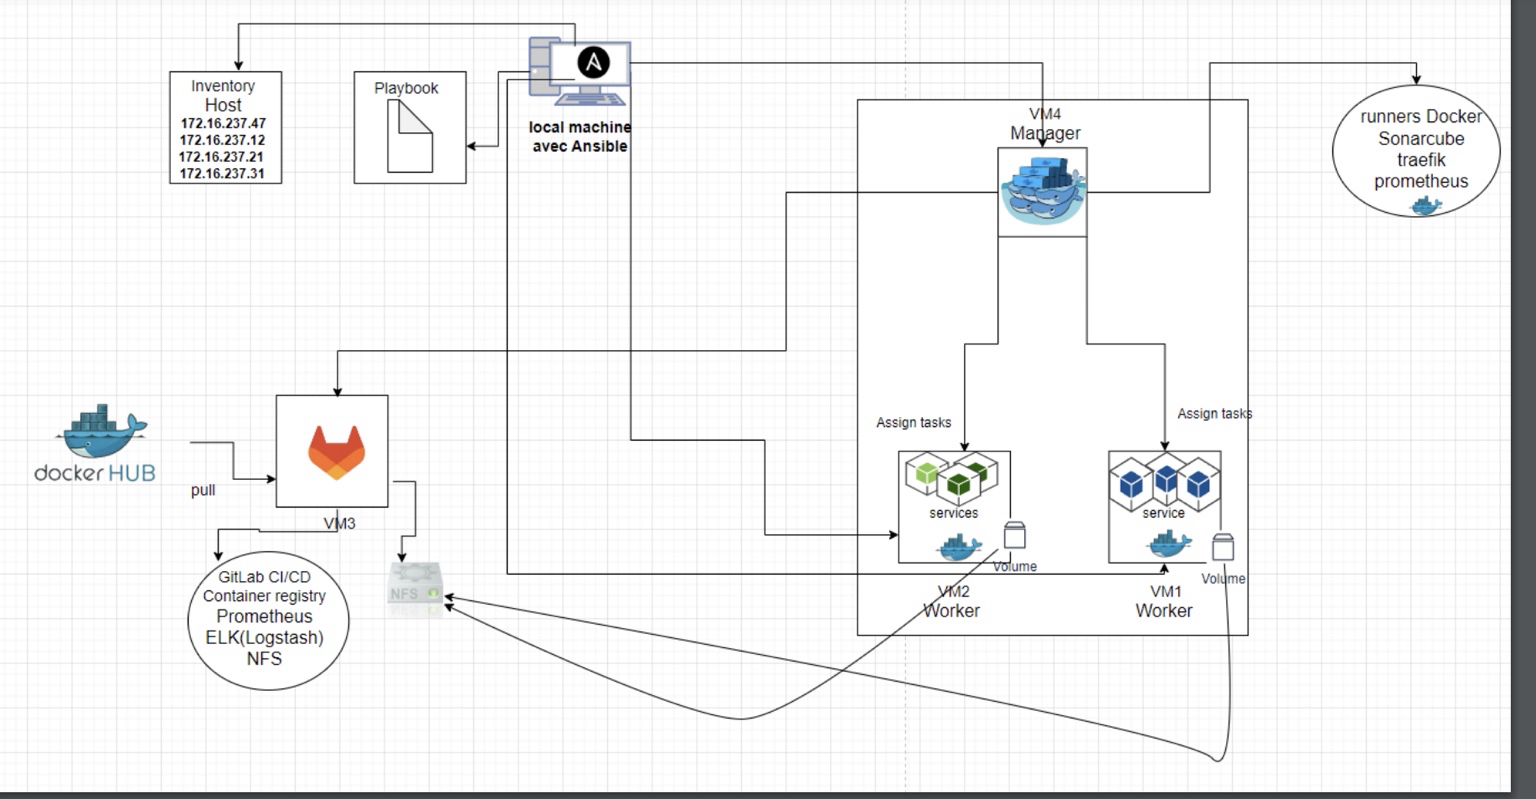 Inventory
Host
172.16.237.47
172.16.237.12
172.16.237.21
172.16.237.31
Playbook
local machine
avec Ansible
VM4
Manager
runners Docker
Sonarcube
traefik
prometheus
docker HUB
pull
VM3
GitLab CI/CD
Container registry
Prometheus
ELK(Logstash)
NFS
NFS
Assign tasks
Assign tasks
services
Volume
VM2
Worker
service
Volume
VM1
Worker